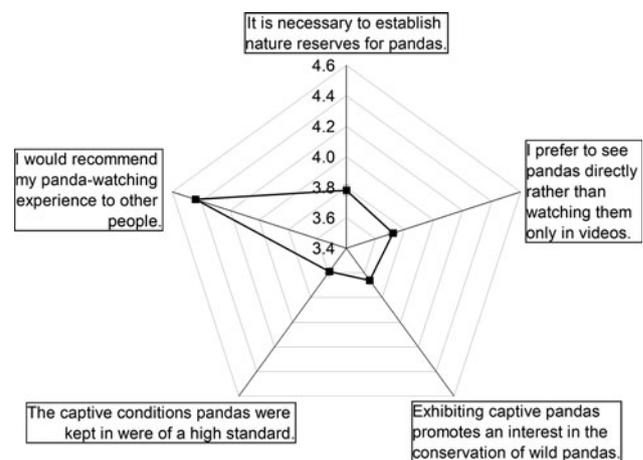 It is necessary to establish
nature reserves for pandas.
4.6
4.4
4.2
4.0
3.8
3.6
3.4
I prefer to see
pandas directly
rather than
watching them
only in videos.
I would recommend
my panda-watching
experience to other
people.
The captive conditions pandas were
kept in were of a high standard.
Exhibiting captive pandas
promotes an interest in the
conservation of wild pandas.